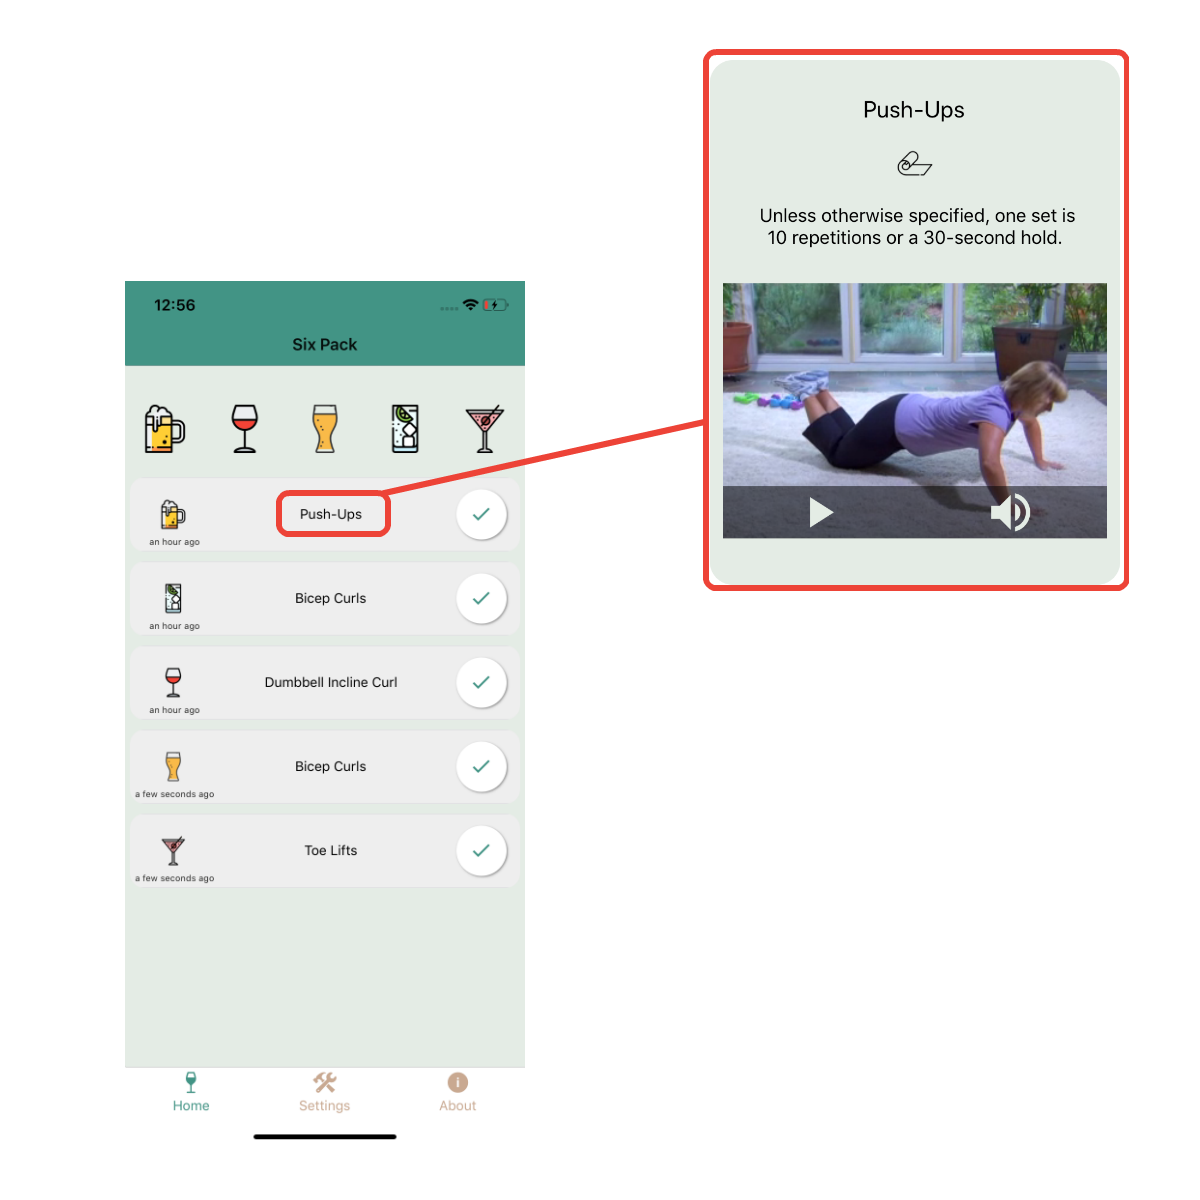 Push-Ups
Unless otherwise specified, one set is
10 repetitions or a 30-second hold.
12:56
Six Pack
Push-Ups
an hour ago
Bicep Curls
an hour ago
Dumbbell Incline Curl
an hour ago
Bicep Curls
a few seconds ago
Toe Lifts
a few seconds ago
Home
Settings
About